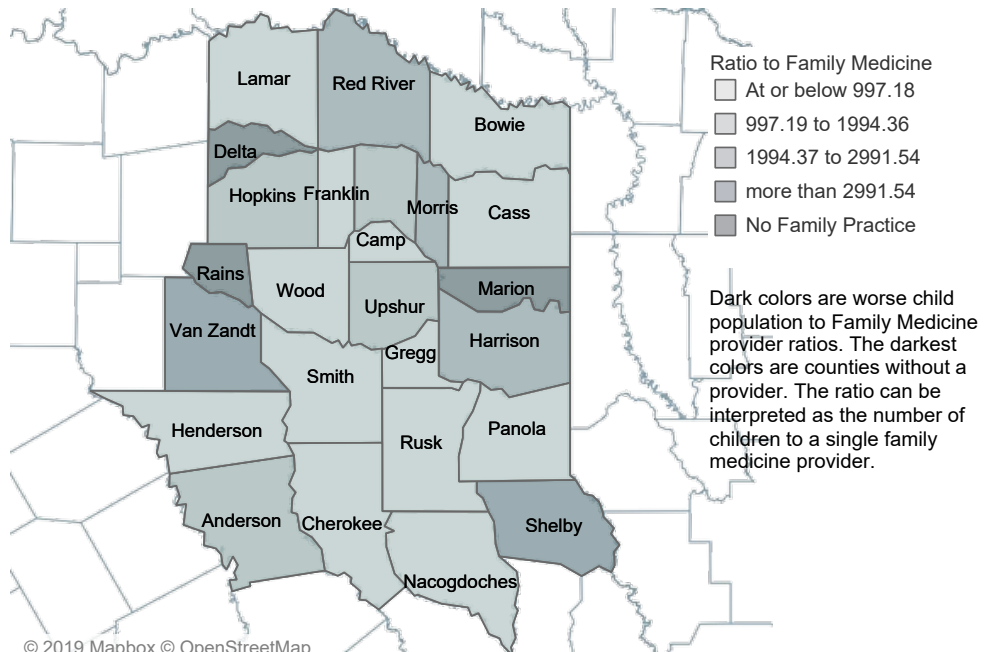 Lamar
Red River
Bowie
Delta
Hopkins
Franklin
Morris
Cass
Camp
Rains
Wood
Upshur
Marion
Van Zandt
Harrison
Gregg
Smith
Henderson
Rusk
Panola
Anderson
Cherokee
Shelby
Nacogdoches
Ratio to Family Medicine
At or below 997.18
997.19 to 1994.36
1994.37 to 2991.54
more than 2991.54
No Family Practice
Dark colors are worse child
population to Family Medicine
provider ratios. The darkest
colors are counties without a
provider. The ratio can be
interpreted as the number of
children to a single family
medicine provider.
© 2019 Mapbox © OpenStreetMap